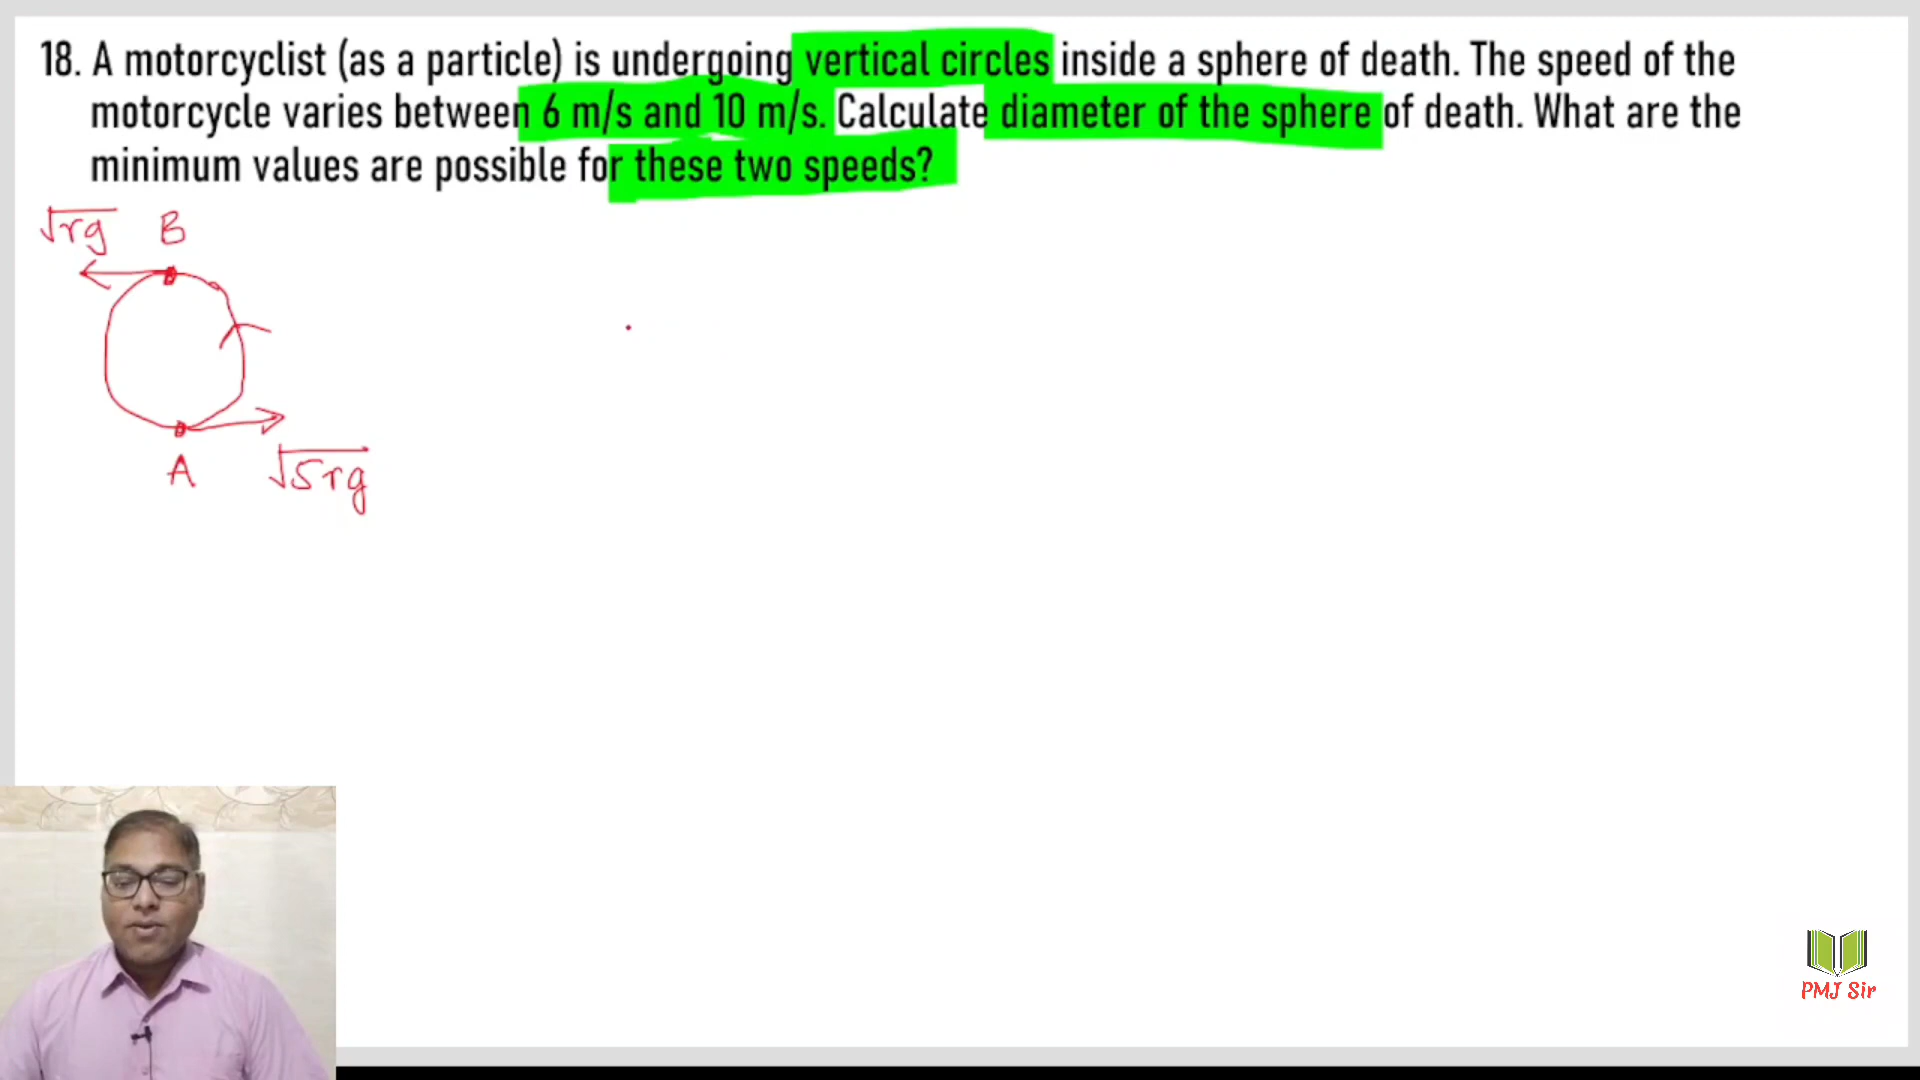 18. A motorcyclist (as a particle) is undergoing vertical circles inside a sphere of death. The speed of the
motorcycle varies between 6 m/s and 10 m/s. Calculate diameter of the sphere of death. What are the
minimum values are possible for these two speeds?
√rg B
A √5rg
PMJ Sir